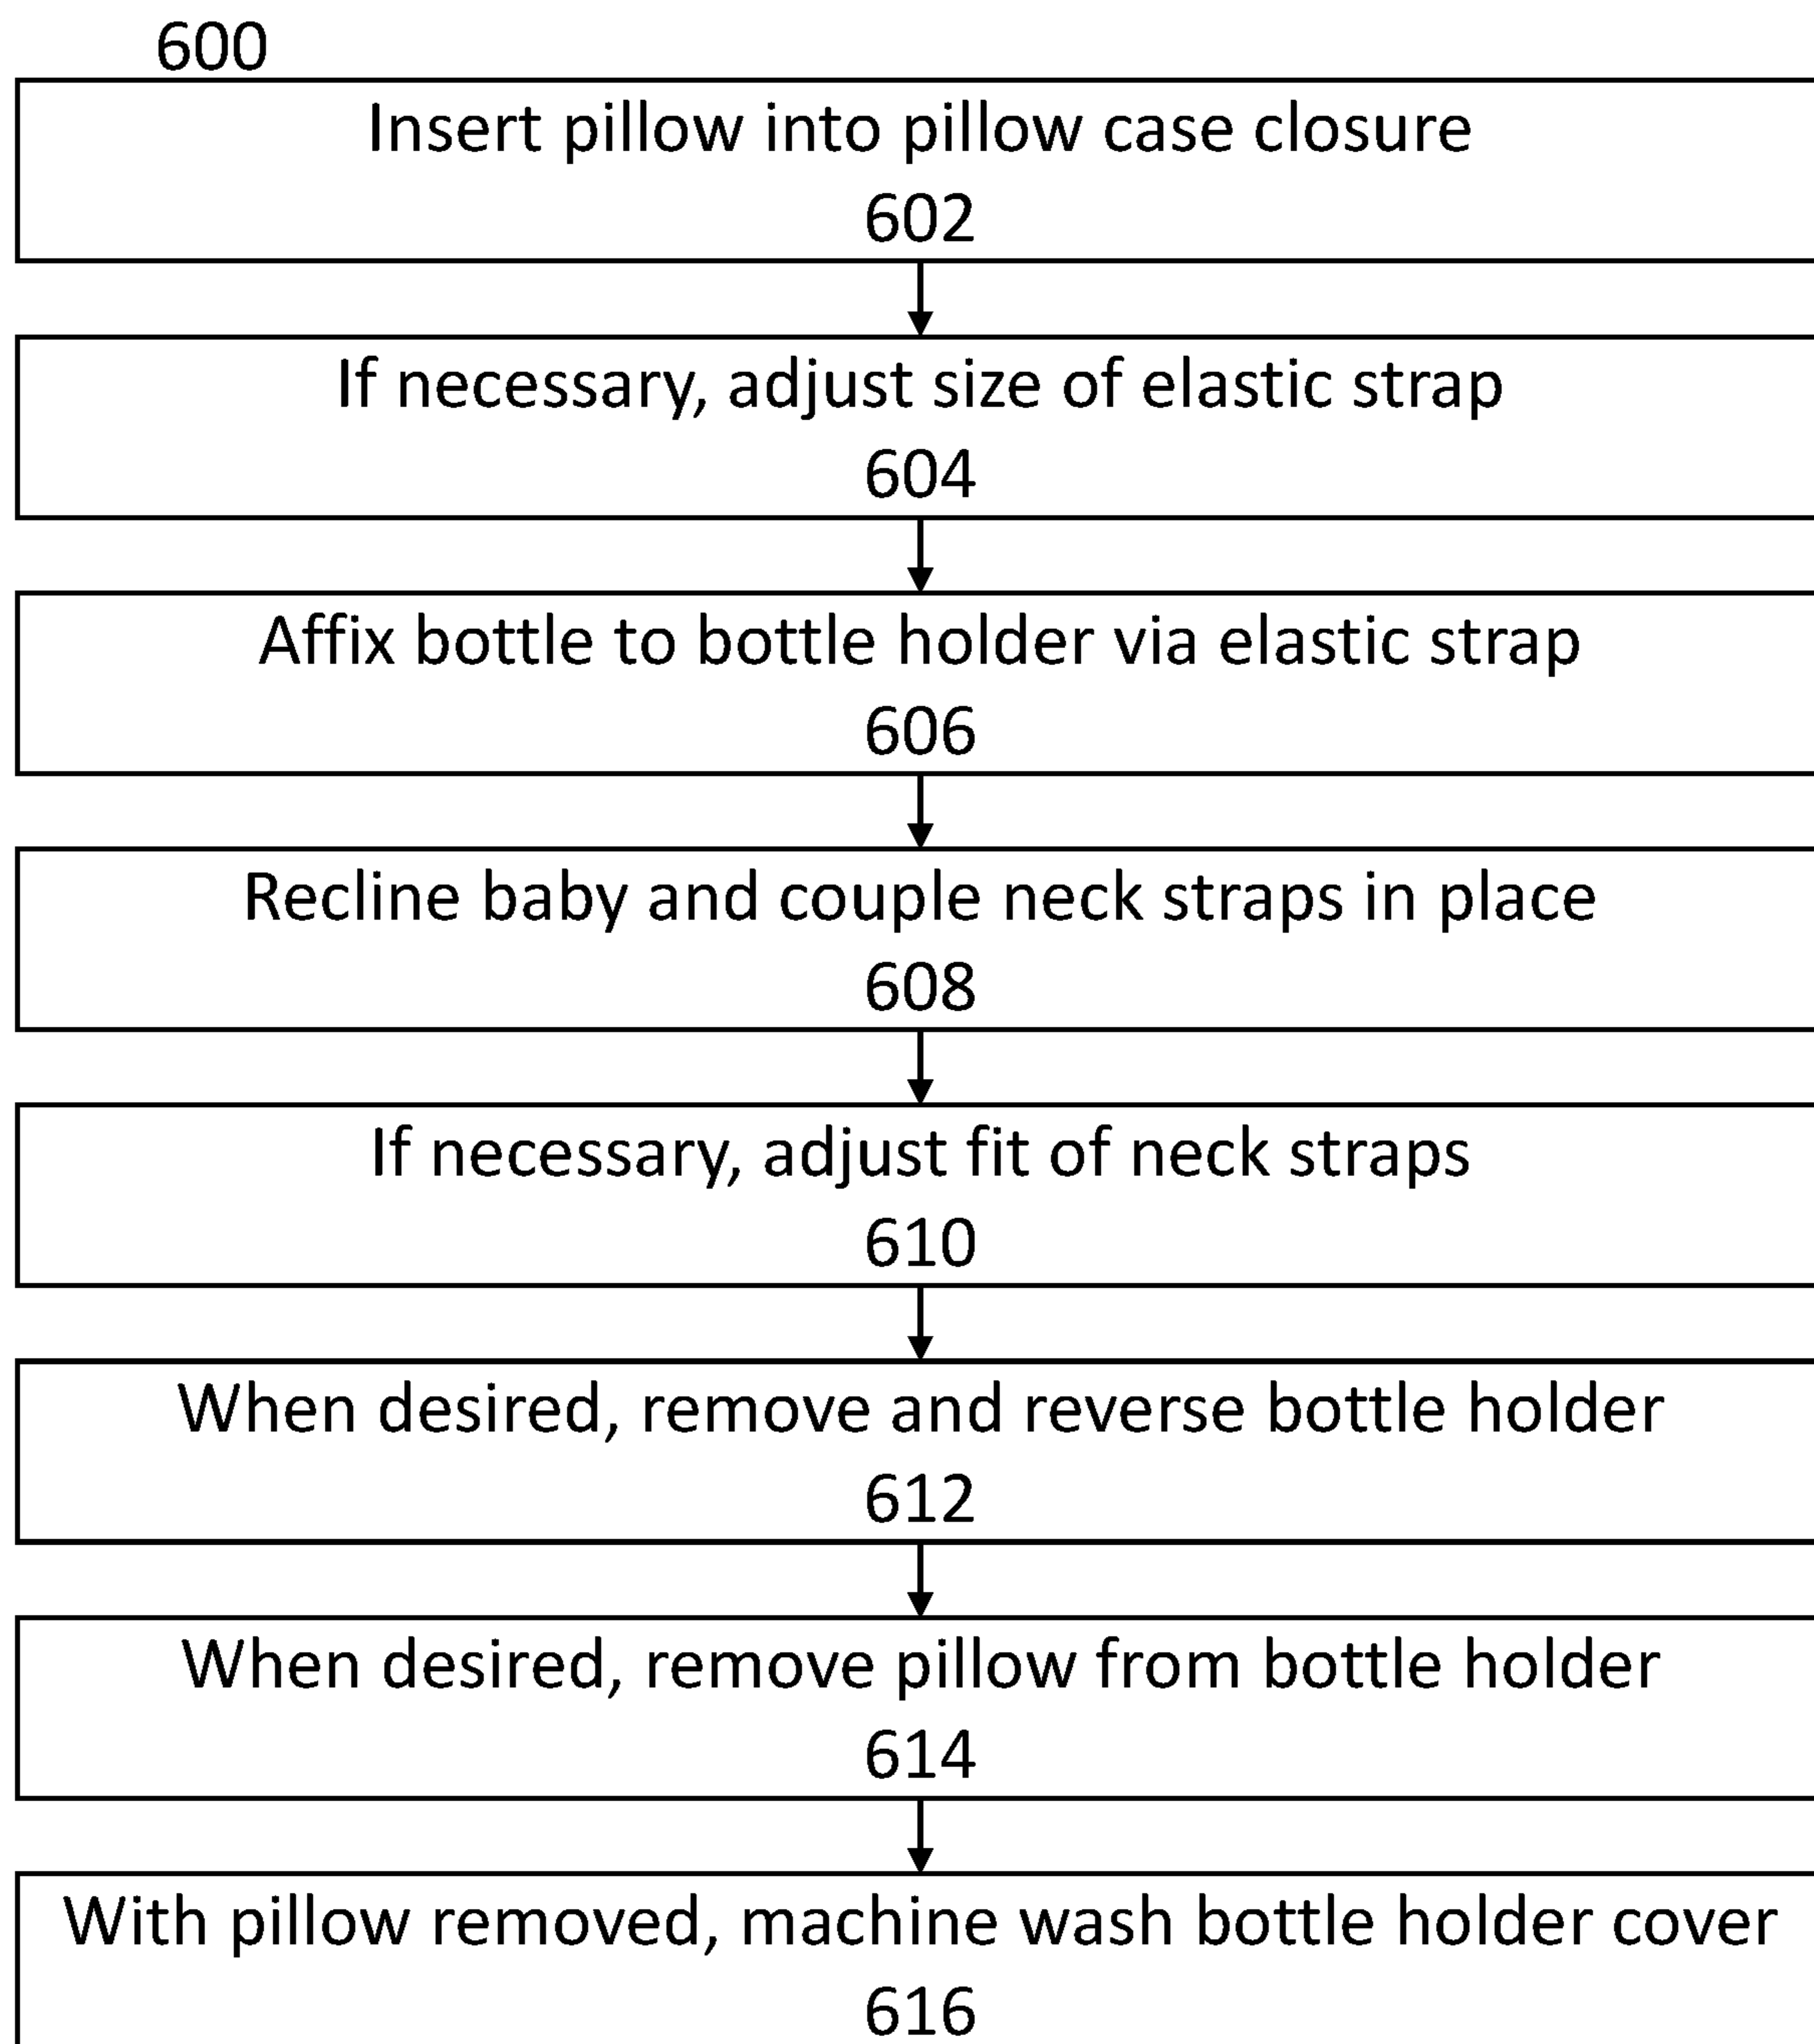 600
Insert pillow into pillow case closure
602
If necessary, adjust size of elastic strap
604
Affix bottle to bottle holder via elastic strap
606
Recline baby and couple neck straps in place
608
If necessary, adjust fit of neck straps
610
When desired, remove and reverse bottle holder
612
When desired, remove pillow from bottle holder
614
With pillow removed, machine wash bottle holder cover
616